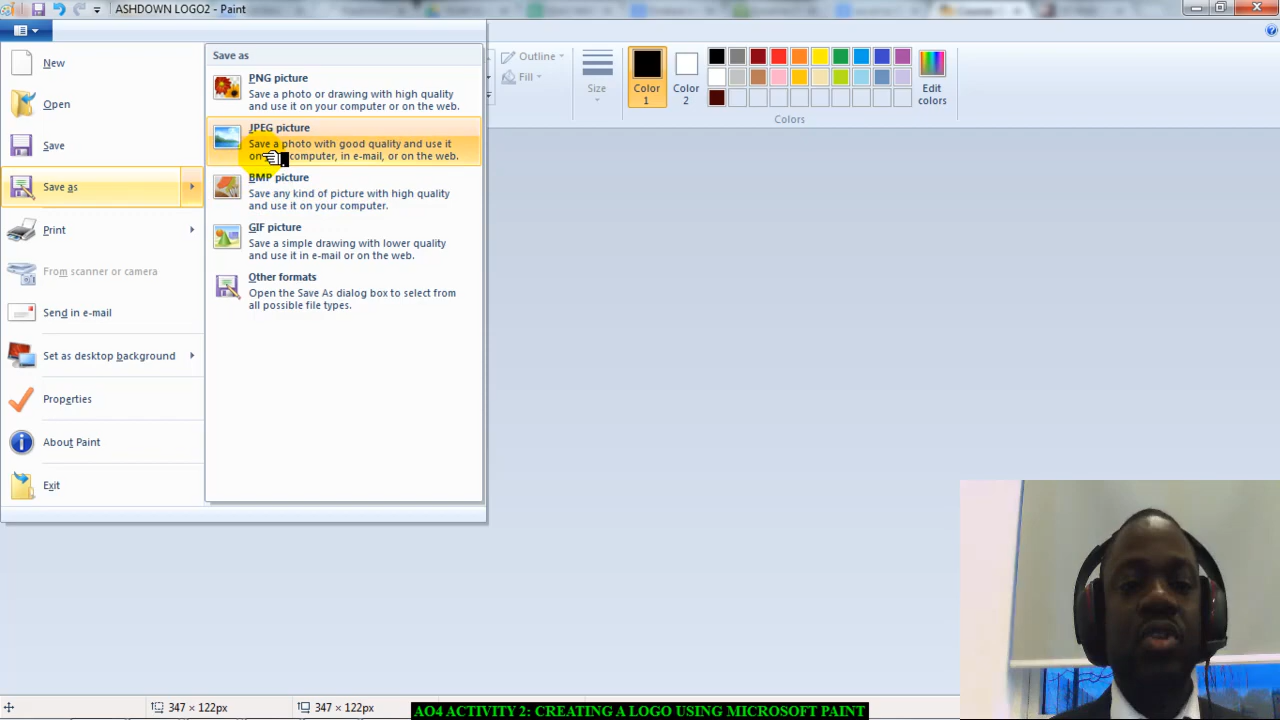 ASHDOWN LOGO2 - Paint
New
Open
Save
Save as
Print
From scanner or camera
Send in e-mail
Set as desktop background
Properties
About Paint
Exit
Save as
PNG picture
Save a photo or drawing with high quality
and use it on your computer or on the web.
JPEG picture
Save a photo with good quality and use it
on computer, in e-mail, or on the web.
BMP picture
Save any kind of picture with high quality
and use it on your computer.
GIF picture
Save a simple drawing with lower quality
and use it in e-mail or on the web.
Other formats
Open the Save As dialog box to select from
all possible file types.
Outline
Fill
Size
Color
1
Color
2
Edit
colors
Colors
347 × 122px
347 × 122px
AO4 ACTIVITY 2: CREATING A LOGO USING MICROSOFT PAINT